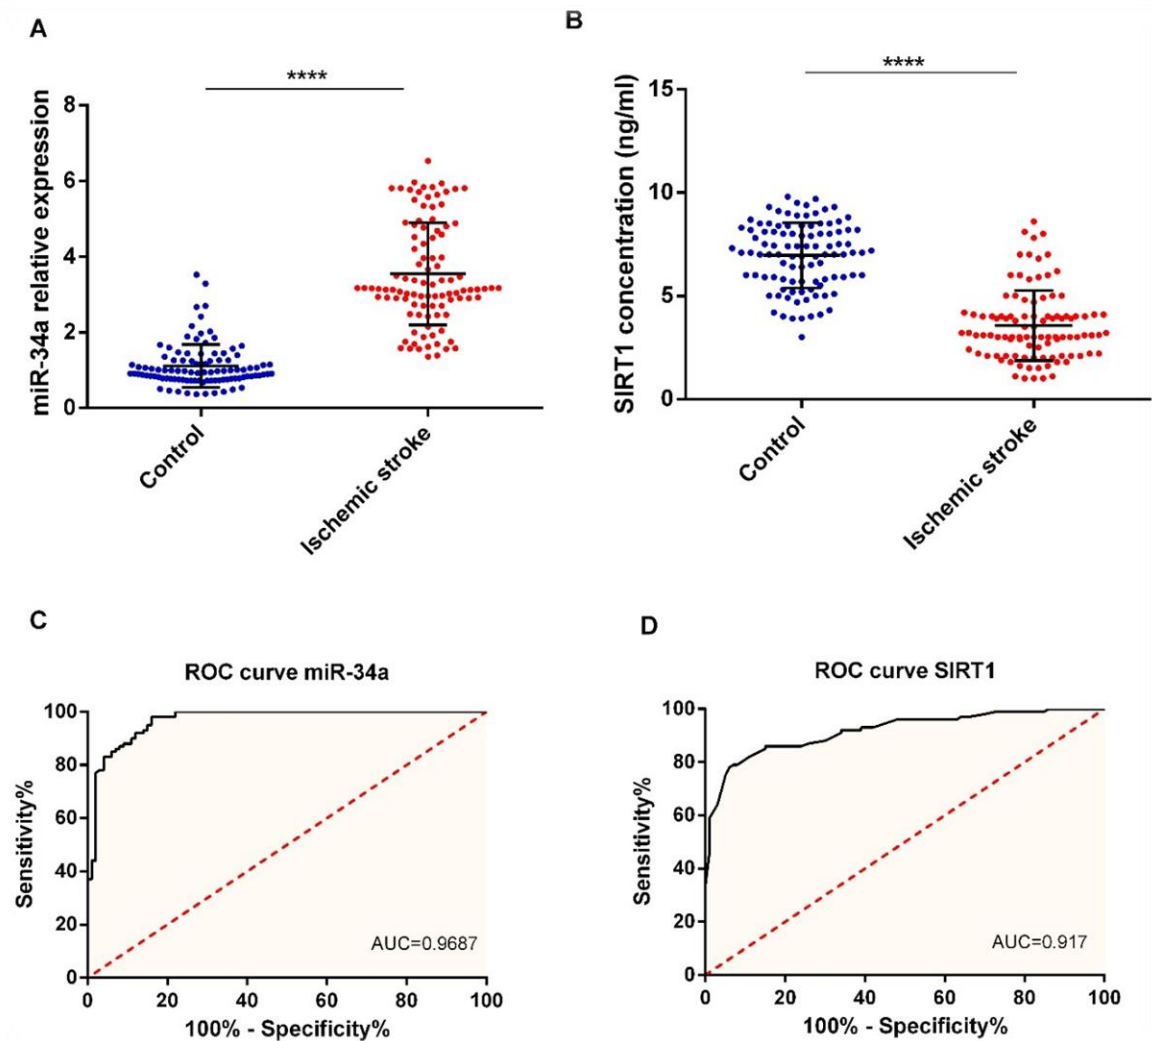 A
B
****
****
miR-34a relative expression
8
6
4
2
0
Control
Ischemic stroke
SIRT1 concentration (ng/ml)
15
10
5
0
Control
Ischemic stroke
C
D
ROC curve miR-34a
Sensitivity%
100
80
60
40
20
0
AUC=0.9687
0 20 40 60 80 100
100% - Specificity%
ROC curve SIRT1
Sensitivity%
100
80
60
40
20
0
AUC=0.917
0 20 40 60 80 100
100% - Specificity%